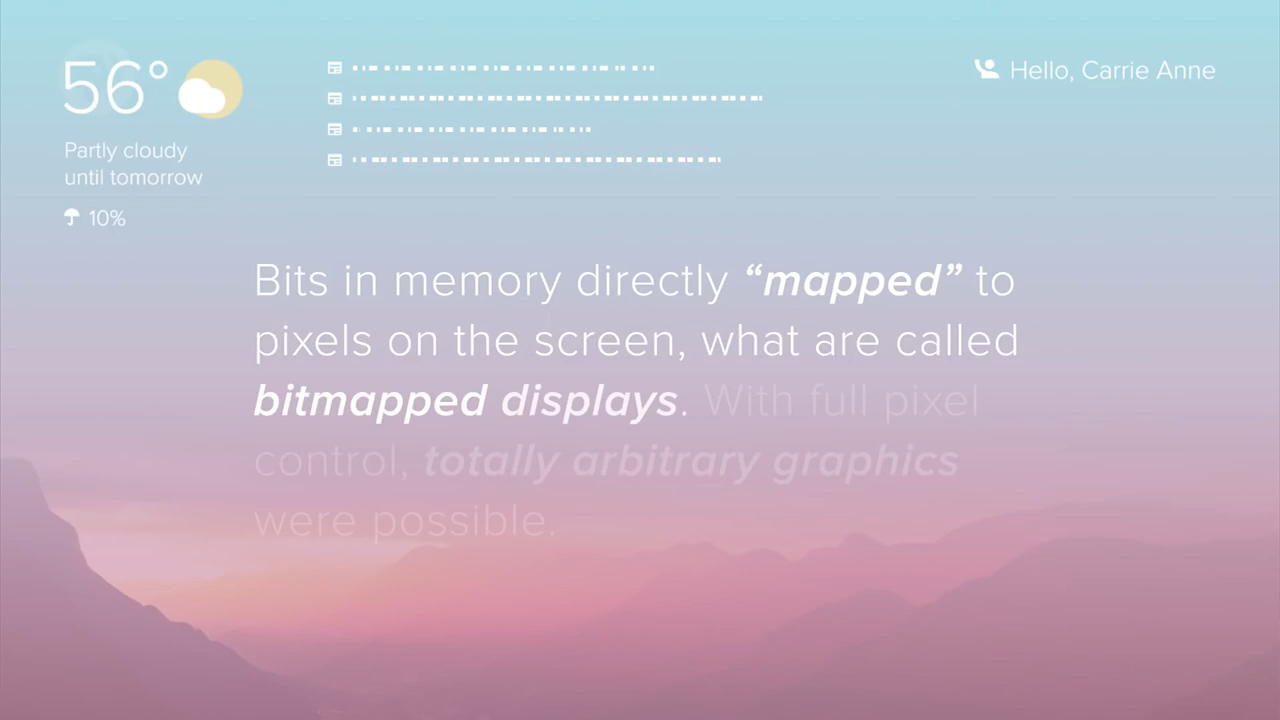 56°
Partly cloudy
until tomorrow
10%
Hello, Carrie Anne
Bits in memory directly “mapped” to
pixels on the screen, what are called
bitmapped displays. With full pixel
control, totally arbitrary graphics
were possible.